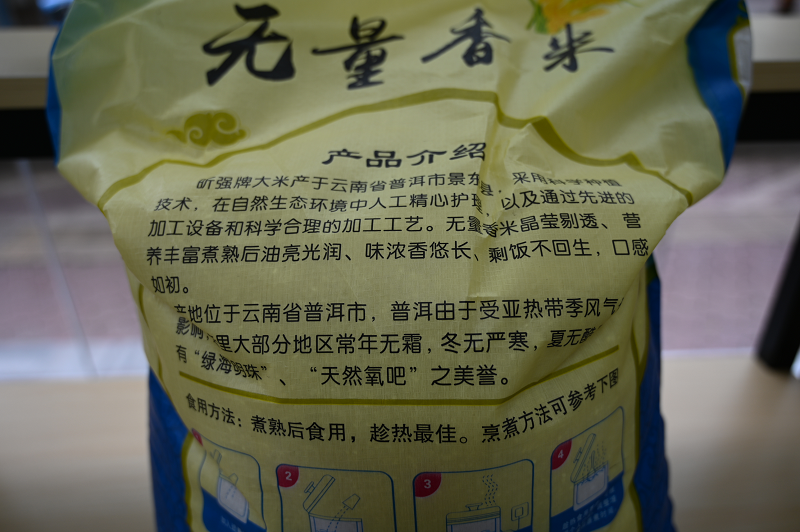 无量香米
产品介绍
昕强牌大米产于云南省普洱市景东县，采用科学种植
技术，在自然生态环境中人工精心护理，以及通过先进的
加工设备和科学合理的加工工艺。无量香米晶莹剔透、营
养丰富煮熟后油亮光润、味浓香悠长、剩饭不回生，口感
如初。
产地位于云南省普洱市，普洱由于受亚热带季风气
影响 里大部分地区常年无霜，冬无严寒，夏无酷
有“绿海明珠”、“天然氧吧”之美誉。
食用方法：煮熟后食用，趁热最佳。烹煮方法可参考下图
2
3
4